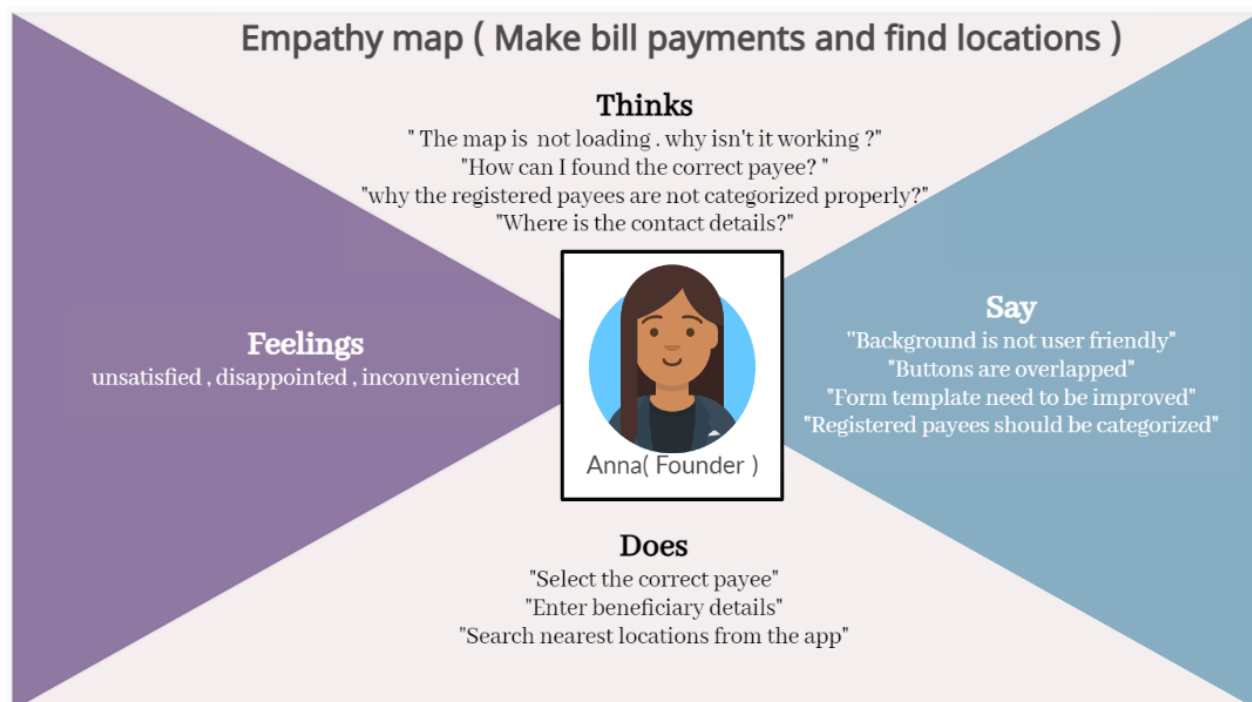 Empathy map ( Make bill payments and find locations )
Thinks
" The map is  not loading . why isn't it working ?"
"How can I found the correct payee? "
"why the registered payees are not categorized properly?"
"Where is the contact details?"
Feelings
unsatisfied , disappointed , inconvenienced
Say
"Background is not user friendly"
"Buttons are overlapped"
"Form template need to be improved"
"Registered payees should be categorized"
Anna( Founder )
Does
"Select the correct payee"
"Enter beneficiary details"
"Search nearest locations from the app"